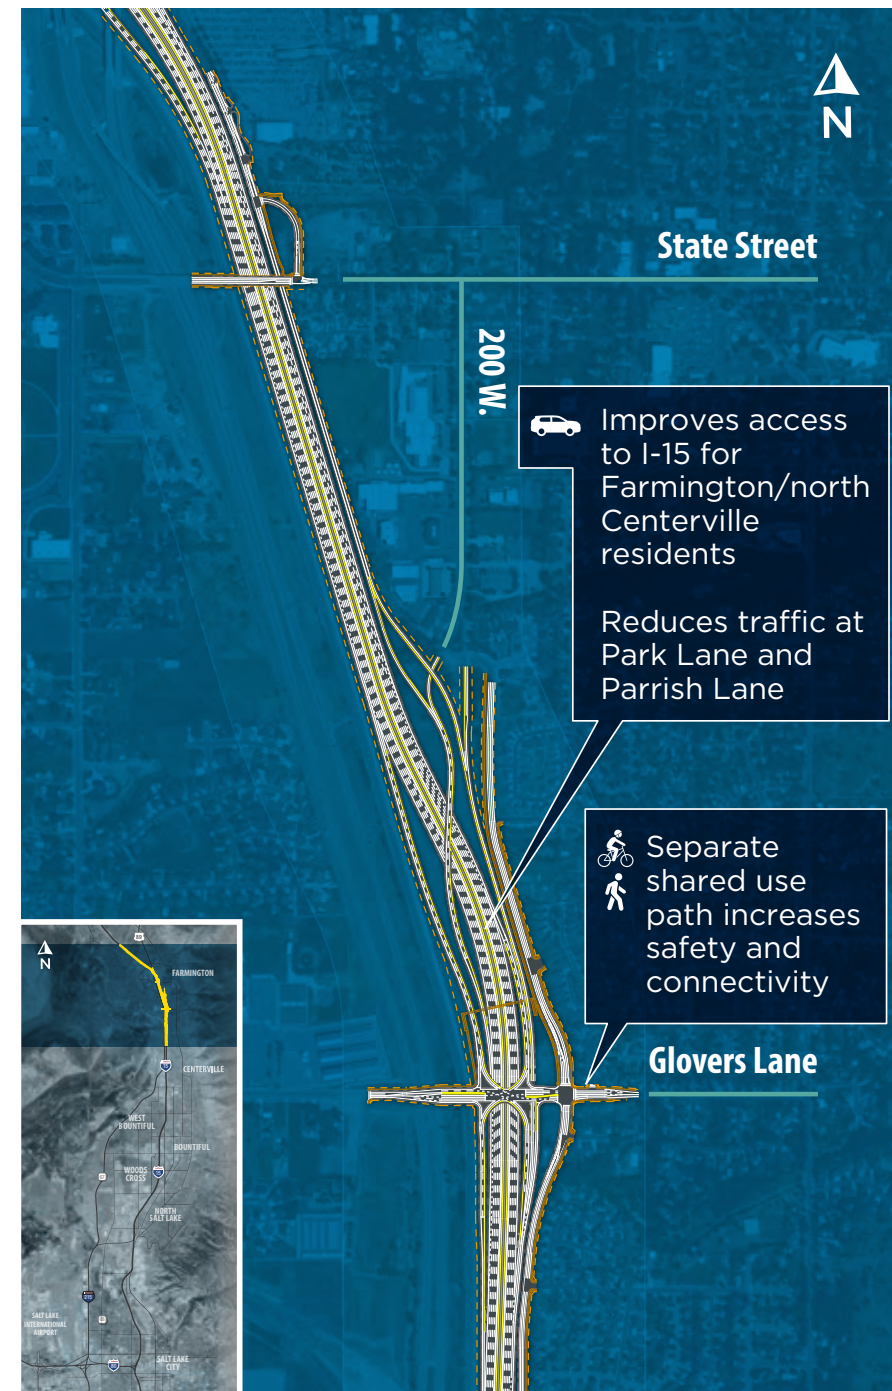 N
State Street
200 W.
Improves access
to I-15 for
Farmington/north
Centerville
residents
Reduces traffic at
Park Lane and
Parrish Lane
Separate
shared use
path increases
safety and
connectivity
Glovers Lane
N
FARMINGTON
CENTERVILLE
WEST
BOUNTIFUL
BOUNTIFUL
WOODS
CROSS
NORTH
SALT LAKE
215
SALT LAKE
INTERNATIONAL
AIRPORT
SALT LAKE
CITY